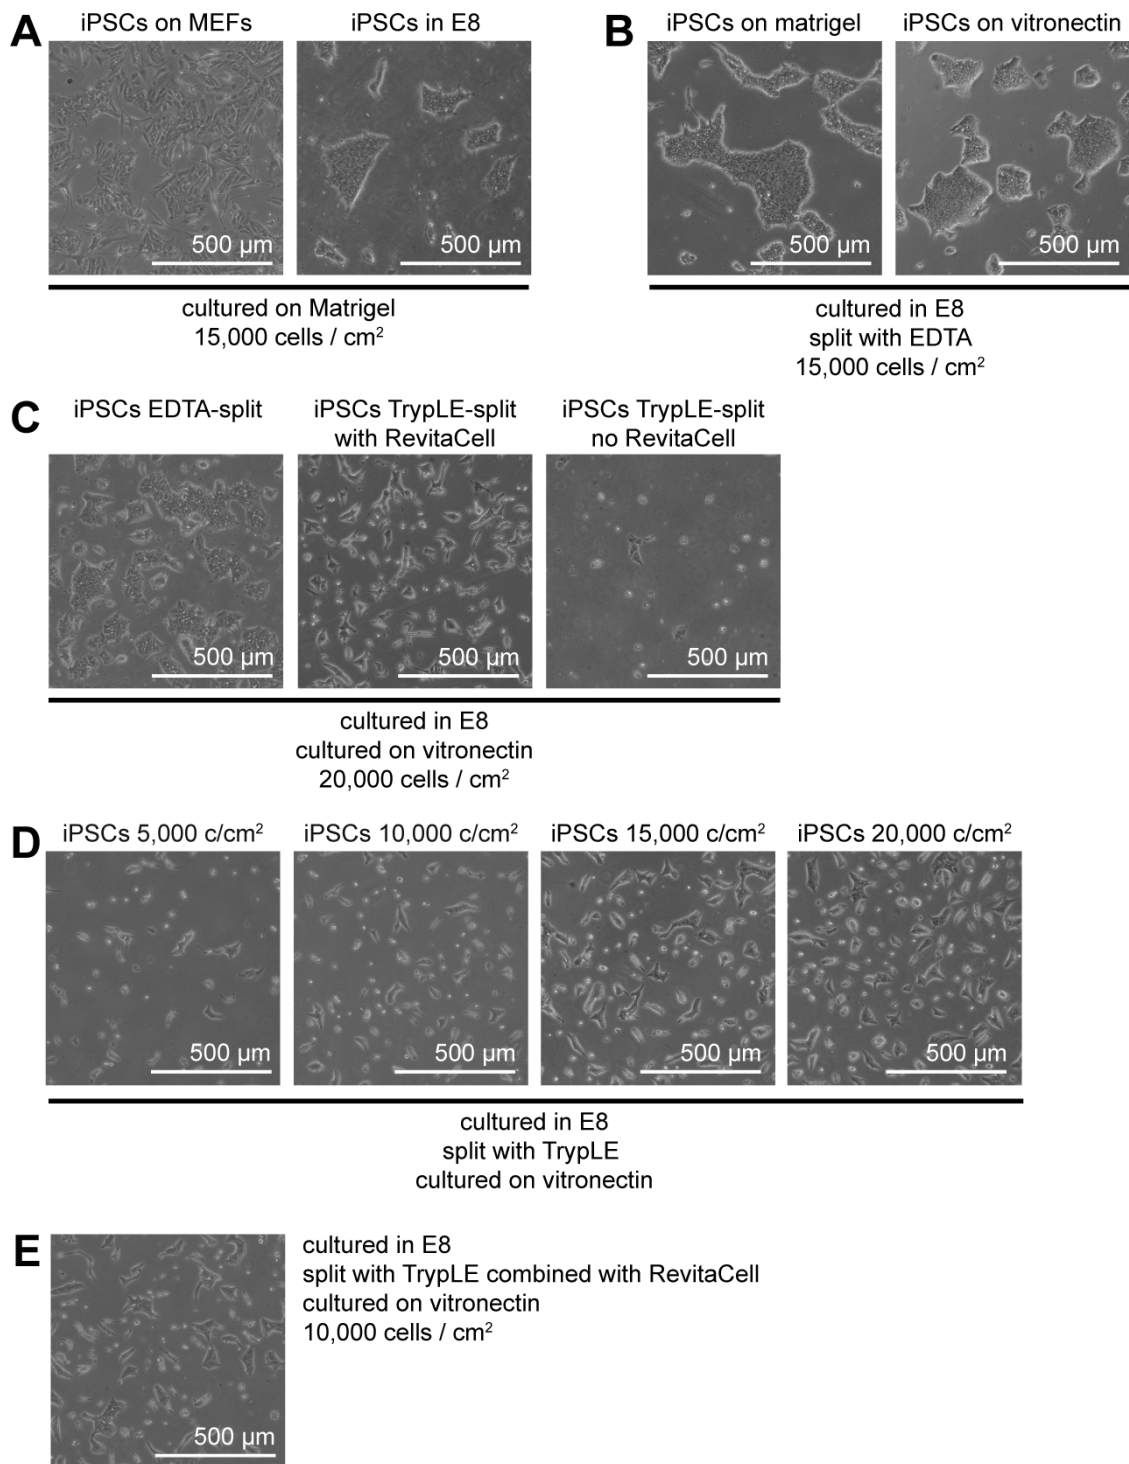 A
iPSCs on MEFs
iPSCs in E8
500 µm
500 µm
cultured on Matrigel
15,000 cells / cm²
B
iPSCs on matrigel
iPSCs on vitronectin
500 µm
500 µm
cultured in E8
split with EDTA
15,000 cells / cm²
C
iPSCs EDTA-split
iPSCs TrypLE-split
with RevitaCell
iPSCs TrypLE-split
no RevitaCell
500 µm
500 µm
500 µm
cultured in E8
cultured on vitronectin
20,000 cells / cm²
D
iPSCs 5,000 c/cm²
iPSCs 10,000 c/cm²
iPSCs 15,000 c/cm²
iPSCs 20,000 c/cm²
500 µm
500 µm
500 µm
500 µm
cultured in E8
split with TrypLE
cultured on vitronectin
E
500 µm
cultured in E8
split with TrypLE combined with RevitaCell
cultured on vitronectin
10,000 cells / cm²